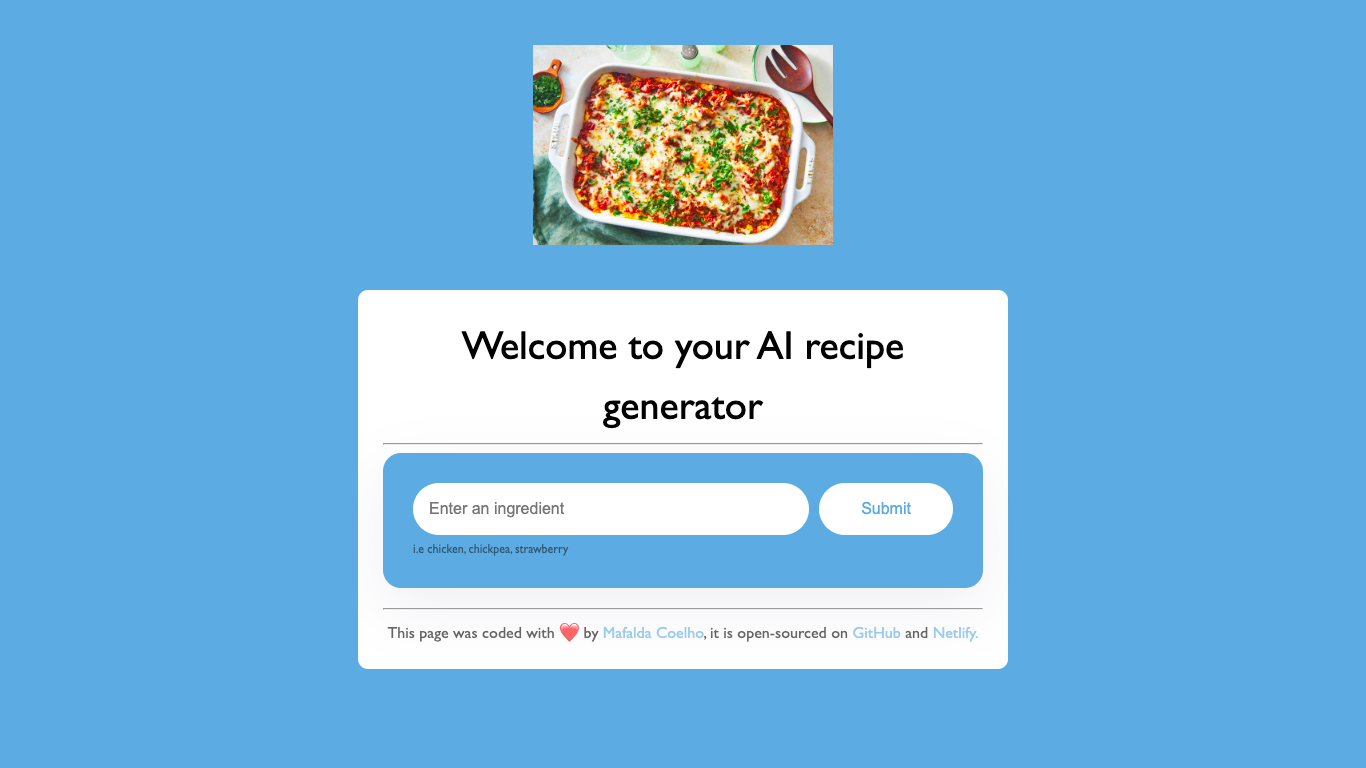 Welcome to your AI recipe
generator
Enter an ingredient
Submit
i.e chicken, chickpea, strawberry
This page was coded with ❤️ by Mafalda Coelho, it is open-sourced on GitHub and Netlify.